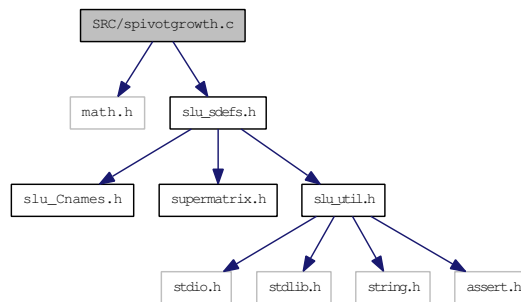 SRC/spivotgrowth.c
math.h
slu_sdefs.h
slu_Cnames.h
supermatrix.h
slu_util.h
stdio.h
stdlib.h
string.h
assert.h